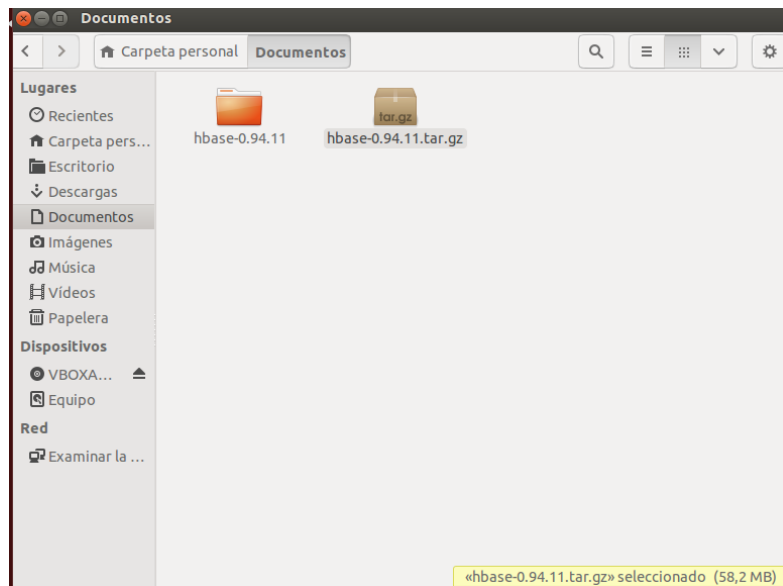 Documentos
Carpeta personal Documentos
Lugares
Recientes
Carpeta pers...
Escritorio
Descargas
Documentos
Imágenes
Música
Vídeos
Papelera
Dispositivos
VBOXA...
Equipo
Red
Examinar la ...
hbase-0.94.11
tar.gz
hbase-0.94.11.tar.gz
«hbase-0.94.11.tar.gz» seleccionado (58,2 MB)